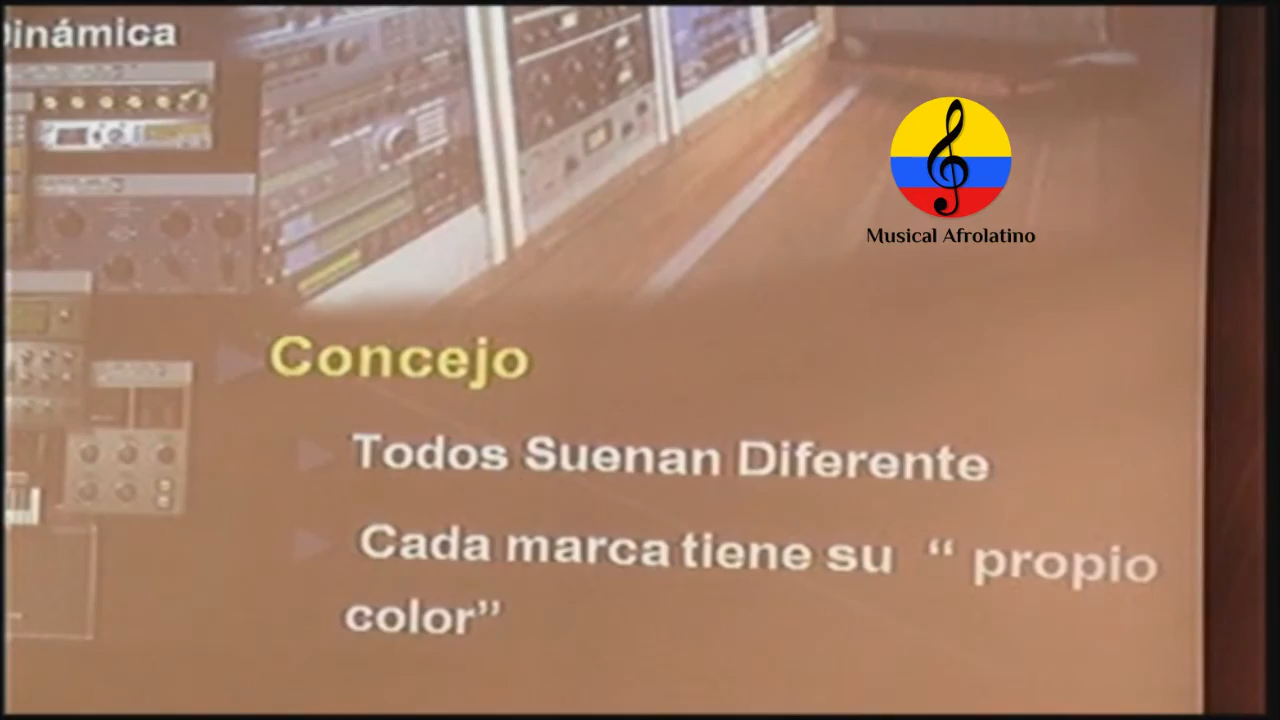 Dinámica
Musical Afrolatino
Concejo
Todos Suenan Diferente
Cada marca tiene su “ propio
color”